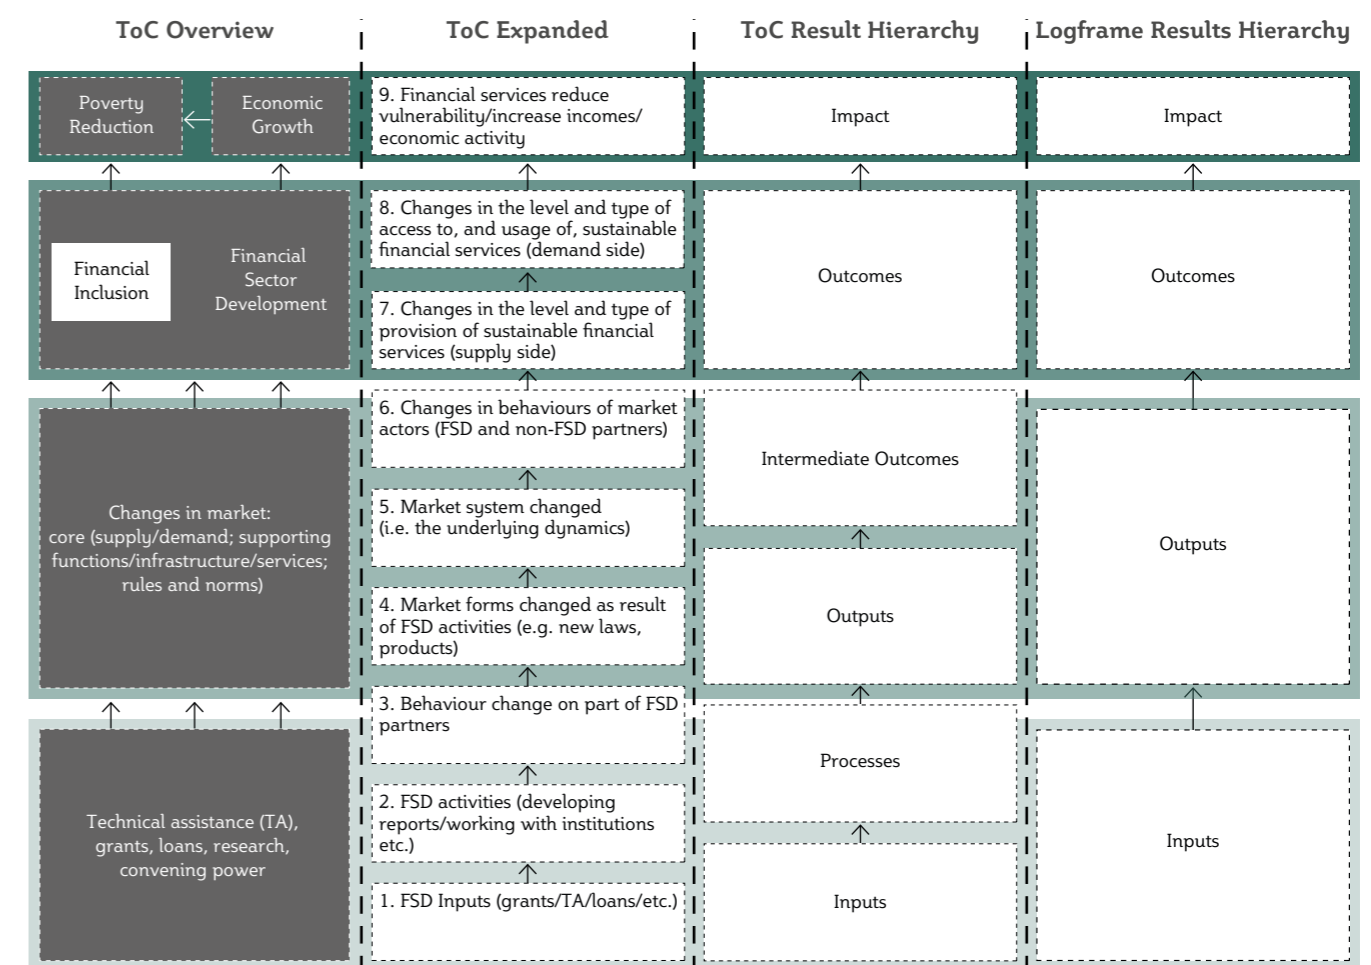 ToC Overview
ToC Expanded
ToC Result Hierarchy
Logframe Results Hierarchy
Poverty
Reduction
Economic
Growth
9. Financial services reduce
vulnerability/increase incomes/
economic activity
Impact
Impact
Financial
Inclusion
Financial
Sector
Development
8. Changes in the level and type of
access to, and usage of, sustainable
financial services (demand side)
7. Changes in the level and type of
provision of sustainable financial
services (supply side)
Outcomes
Outcomes
Changes in market:
core (supply/demand; supporting
functions/infrastructure/services;
rules and norms)
6. Changes in behaviours of market
actors (FSD and non-FSD partners)
5. Market system changed
(i.e. the underlying dynamics)
4. Market forms changed as result
of FSD activities (e.g. new laws,
products)
Intermediate Outcomes
Outputs
Outputs
Technical assistance (TA),
grants, loans, research,
convening power
3. Behaviour change on part of FSD
partners
2. FSD activities (developing
reports/working with institutions
etc.)
1. FSD Inputs (grants/TA/loans/etc.)
Processes
Inputs
Inputs